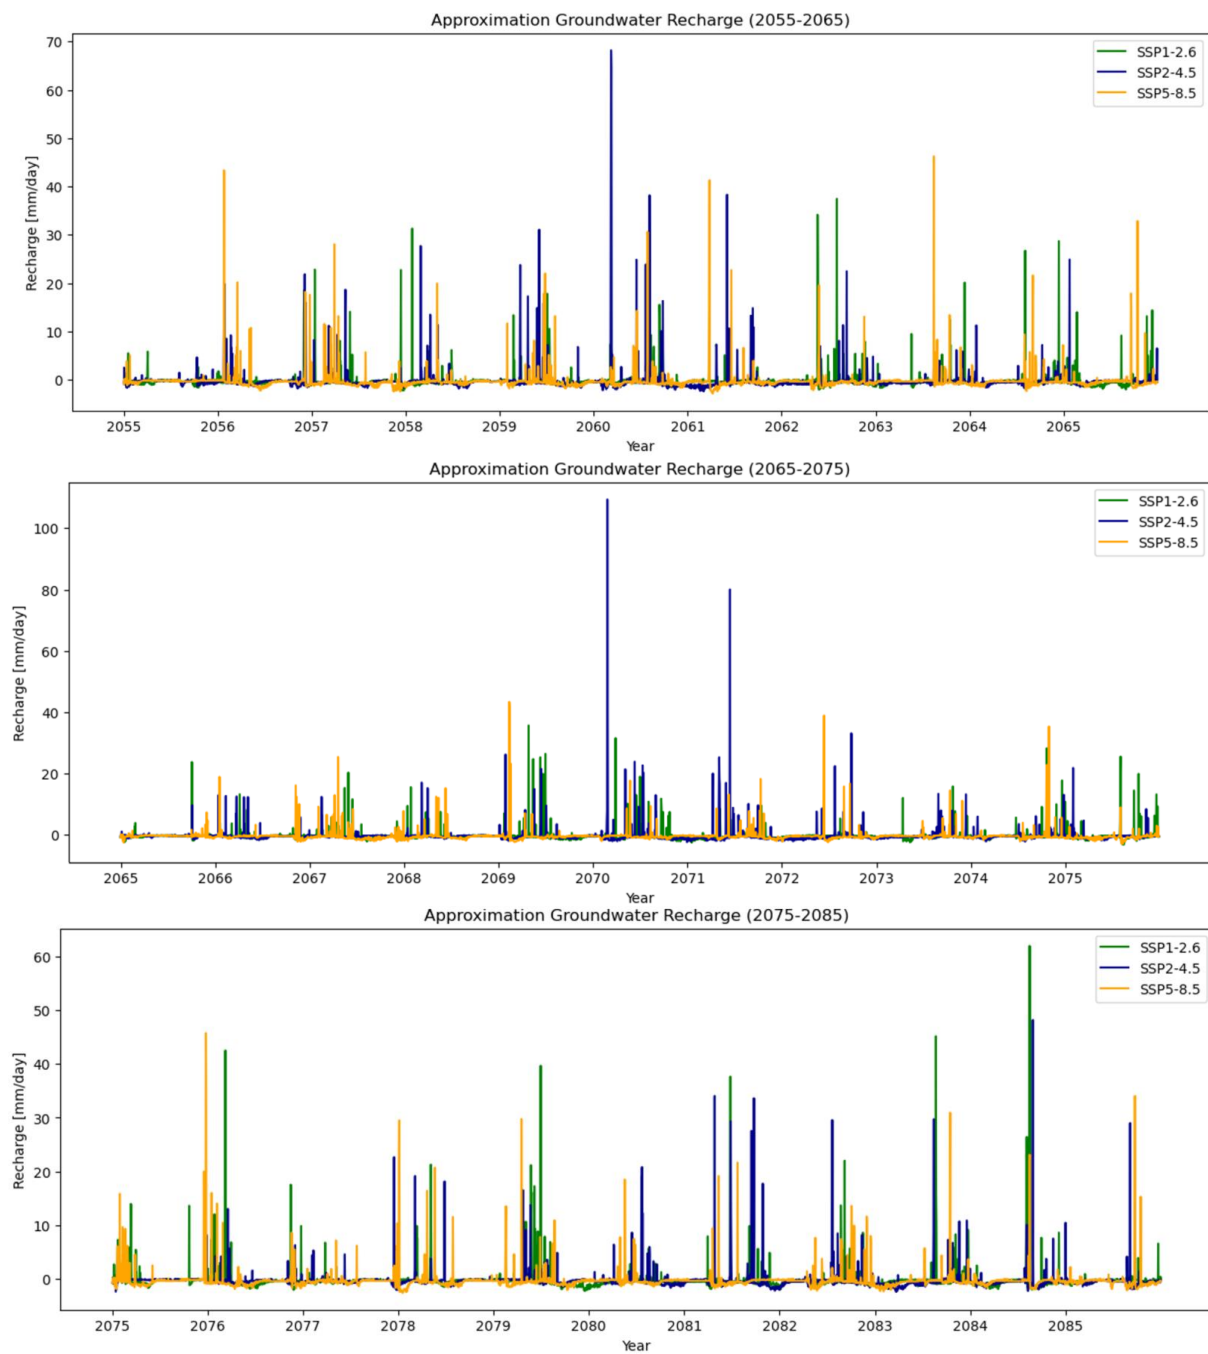 Approximation Groundwater Recharge (2055-2065)
70
60
50
40
30
20
10
0
Recharge [mm/day]
SSP1-2.6
SSP2-4.5
SSP5-8.5
2055 2056 2057 2058 2059 2060 2061 2062 2063 2064 2065
Year
Approximation Groundwater Recharge (2065-2075)
100
80
60
40
20
0
Recharge [mm/day]
SSP1-2.6
SSP2-4.5
SSP5-8.5
2065 2066 2067 2068 2069 2070 2071 2072 2073 2074 2075
Year
Approximation Groundwater Recharge (2075-2085)
60
50
40
30
20
10
0
Recharge [mm/day]
SSP1-2.6
SSP2-4.5
SSP5-8.5
2075 2076 2077 2078 2079 2080 2081 2082 2083 2084 2085
Year